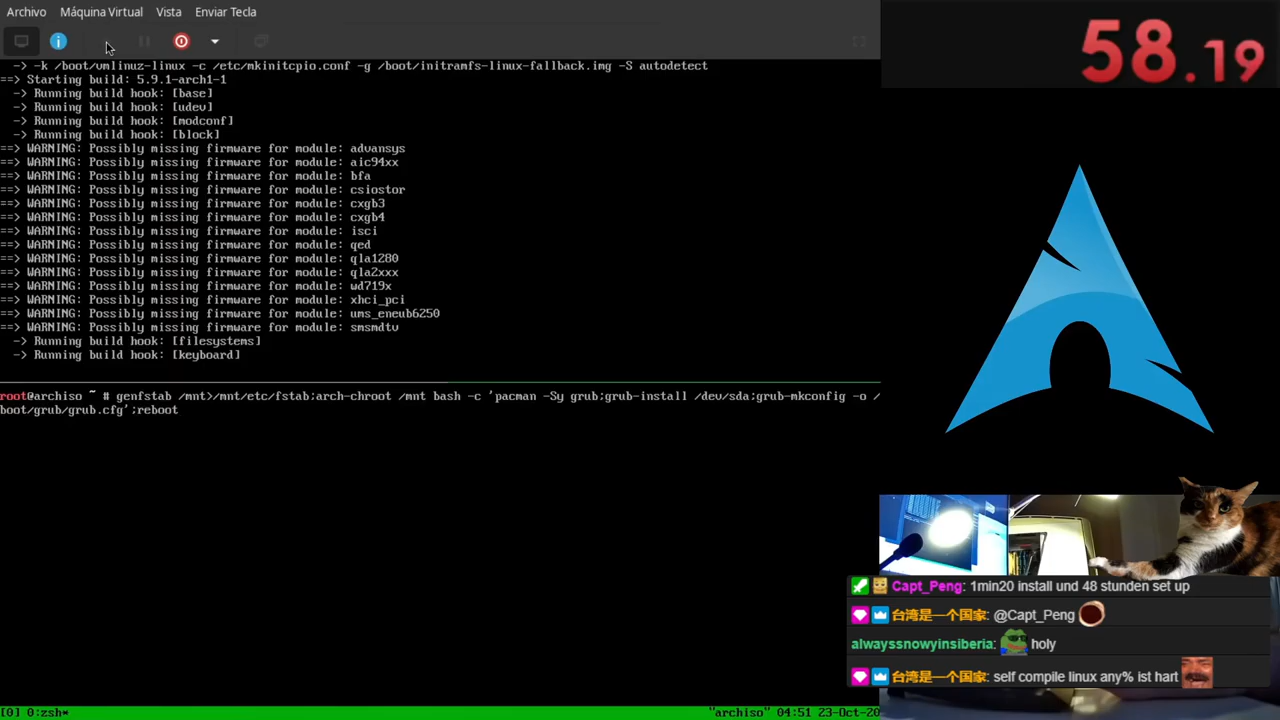 Archivo Máquina Virtual Vista Enviar Tecla
58.19
-> -k /boot/vmlinuz-linux -c /etc/mkinitcpio.conf -g /boot/initramfs-linux-fallback.img -S autodetect
==> Starting build: 5.9.1-arch1-1
-> Running build hook: [base]
-> Running build hook: [udev]
-> Running build hook: [modconf]
-> Running build hook: [block]
==> WARNING: Possibly missing firmware for module: advansys
==> WARNING: Possibly missing firmware for module: aic94xx
==> WARNING: Possibly missing firmware for module: bfa
==> WARNING: Possibly missing firmware for module: csiostor
==> WARNING: Possibly missing firmware for module: cxgb3
==> WARNING: Possibly missing firmware for module: cxgb4
==> WARNING: Possibly missing firmware for module: isci
==> WARNING: Possibly missing firmware for module: qed
==> WARNING: Possibly missing firmware for module: qla1280
==> WARNING: Possibly missing firmware for module: qla2xxx
==> WARNING: Possibly missing firmware for module: wd719x
==> WARNING: Possibly missing firmware for module: xhci_pci
==> WARNING: Possibly missing firmware for module: ums_eneub6250
==> WARNING: Possibly missing firmware for module: smsmdtv
-> Running build hook: [filesystems]
-> Running build hook: [keyboard]
root@archiso ~ # genfstab /mnt>/mnt/etc/fstab;arch-chroot /mnt bash -c 'pacman -Sy grub;grub-install /dev/sda;grub-mkconfig -o /
boot/grub/grub.cfg';reboot
Capt_Peng: 1min20 install und 48 stunden set up
台湾是一个国家: @Capt_Peng
alwayssnowyinsiberia: holy
台湾是一个国家: self compile linux any% ist hart
[0] 0:zsh* "archiso" 04:51 23-Oct-20